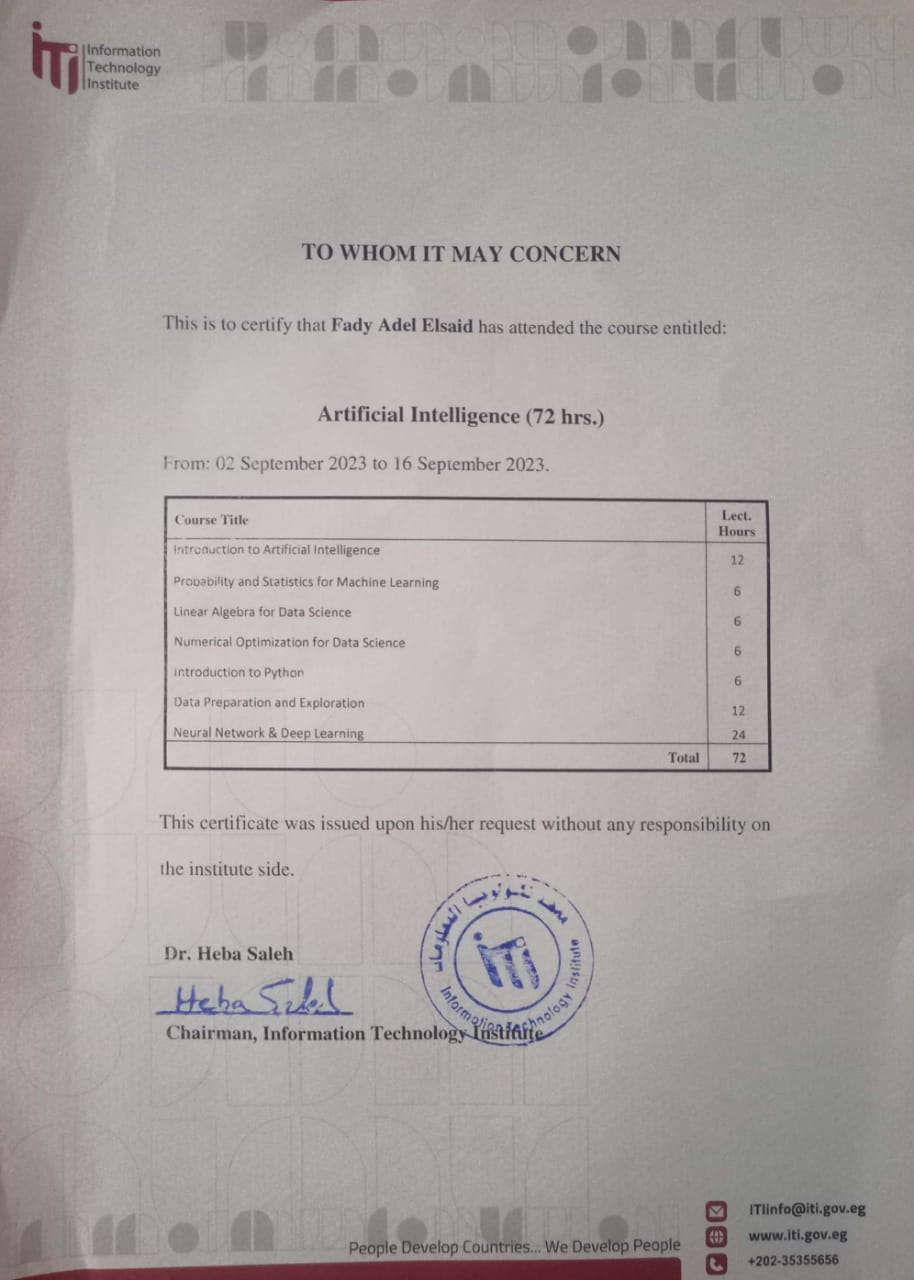 iTi
Information
Technology
Institute
TO WHOM IT MAY CONCERN
This is to certify that Fady Adel Elsaid has attended the course entitled:
Artificial Intelligence (72 hrs.)
From: 02 September 2023 to 16 September 2023.
Course Title Lect. Hours
Introduction to Artificial Intelligence 12
Probability and Statistics for Machine Learning 6
Linear Algebra for Data Science 6
Numerical Optimization for Data Science 6
Introduction to Python 6
Data Preparation and Exploration 12
Neural Network & Deep Learning 24
Total 72
This certificate was issued upon his/her request without any responsibility on
the institute side.
معهد تكنولوجيا المعلومات
iTi
Information Technology Institute
Dr. Heba Saleh
Heba Saleh
Chairman, Information Technology Institute
People Develop Countries... We Develop People
ITIinfo@iti.gov.eg
www.iti.gov.eg
+202-35355656